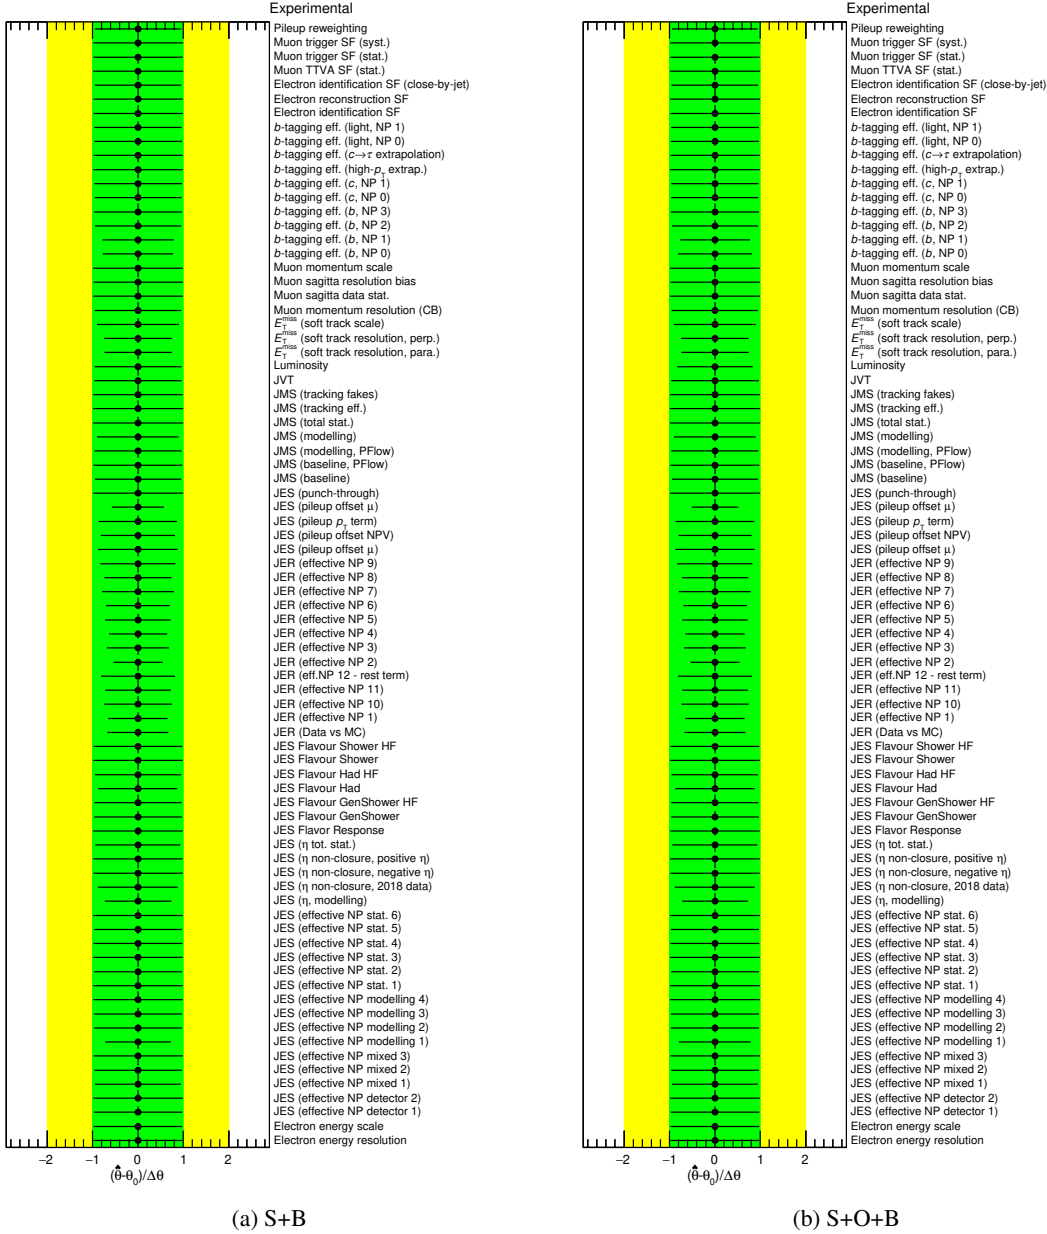 Experimental
Pileup reweighting
Muon trigger SF (syst.)
Muon trigger SF (stat.)
Muon TTVA SF (stat.)
Electron identification SF (close-by-jet)
Electron reconstruction SF
Electron identification SF
b-tagging eff. (light, NP 1)
b-tagging eff. (light, NP 0)
b-tagging eff. (c→τ extrapolation)
b-tagging eff. (high-p_T extrap.)
b-tagging eff. (c, NP 1)
b-tagging eff. (c, NP 0)
b-tagging eff. (b, NP 3)
b-tagging eff. (b, NP 2)
b-tagging eff. (b, NP 1)
b-tagging eff. (b, NP 0)
Muon momentum scale
Muon sagitta resolution bias
Muon sagitta data stat.
Muon momentum resolution (CB)
E_T^miss (soft track scale)
E_T^miss (soft track resolution, perp.)
E_T^miss (soft track resolution, para.)
Luminosity
JVT
JMS (tracking fakes)
JMS (tracking eff.)
JMS (total stat.)
JMS (modelling)
JMS (modelling, PFlow)
JMS (baseline, PFlow)
JMS (baseline)
JES (punch-through)
JES (pileup offset μ)
JES (pileup p_T term)
JES (pileup offset NPV)
JES (pileup offset μ)
JER (effective NP 9)
JER (effective NP 8)
JER (effective NP 7)
JER (effective NP 6)
JER (effective NP 5)
JER (effective NP 4)
JER (effective NP 3)
JER (effective NP 2)
JER (eff.NP 12 - rest term)
JER (effective NP 11)
JER (effective NP 10)
JER (effective NP 1)
JER (Data vs MC)
JES Flavour Shower HF
JES Flavour Shower
JES Flavour Had HF
JES Flavour Had
JES Flavour GenShower HF
JES Flavour GenShower
JES Flavor Response
JES (η tot. stat.)
JES (η non-closure, positive η)
JES (η non-closure, negative η)
JES (η non-closure, 2018 data)
JES (η, modelling)
JES (effective NP stat. 6)
JES (effective NP stat. 5)
JES (effective NP stat. 4)
JES (effective NP stat. 3)
JES (effective NP stat. 2)
JES (effective NP stat. 1)
JES (effective NP modelling 4)
JES (effective NP modelling 3)
JES (effective NP modelling 2)
JES (effective NP modelling 1)
JES (effective NP mixed 3)
JES (effective NP mixed 2)
JES (effective NP mixed 1)
JES (effective NP detector 2)
JES (effective NP detector 1)
Electron energy scale
Electron energy resolution
−2 −1 0 1 2
(θ̂-θ₀)/Δθ
(a) S+B
Experimental
Pileup reweighting
Muon trigger SF (syst.)
Muon trigger SF (stat.)
Muon TTVA SF (stat.)
Electron identification SF (close-by-jet)
Electron reconstruction SF
Electron identification SF
b-tagging eff. (light, NP 1)
b-tagging eff. (light, NP 0)
b-tagging eff. (c→τ extrapolation)
b-tagging eff. (high-p_T extrap.)
b-tagging eff. (c, NP 1)
b-tagging eff. (c, NP 0)
b-tagging eff. (b, NP 3)
b-tagging eff. (b, NP 2)
b-tagging eff. (b, NP 1)
b-tagging eff. (b, NP 0)
Muon momentum scale
Muon sagitta resolution bias
Muon sagitta data stat.
Muon momentum resolution (CB)
E_T^miss (soft track scale)
E_T^miss (soft track resolution, perp.)
E_T^miss (soft track resolution, para.)
Luminosity
JVT
JMS (tracking fakes)
JMS (tracking eff.)
JMS (total stat.)
JMS (modelling)
JMS (modelling, PFlow)
JMS (baseline, PFlow)
JMS (baseline)
JES (punch-through)
JES (pileup offset μ)
JES (pileup p_T term)
JES (pileup offset NPV)
JES (pileup offset μ)
JER (effective NP 9)
JER (effective NP 8)
JER (effective NP 7)
JER (effective NP 6)
JER (effective NP 5)
JER (effective NP 4)
JER (effective NP 3)
JER (effective NP 2)
JER (eff.NP 12 - rest term)
JER (effective NP 11)
JER (effective NP 10)
JER (effective NP 1)
JER (Data vs MC)
JES Flavour Shower HF
JES Flavour Shower
JES Flavour Had HF
JES Flavour Had
JES Flavour GenShower HF
JES Flavour GenShower
JES Flavor Response
JES (η tot. stat.)
JES (η non-closure, positive η)
JES (η non-closure, negative η)
JES (η non-closure, 2018 data)
JES (η, modelling)
JES (effective NP stat. 6)
JES (effective NP stat. 5)
JES (effective NP stat. 4)
JES (effective NP stat. 3)
JES (effective NP stat. 2)
JES (effective NP stat. 1)
JES (effective NP modelling 4)
JES (effective NP modelling 3)
JES (effective NP modelling 2)
JES (effective NP modelling 1)
JES (effective NP mixed 3)
JES (effective NP mixed 2)
JES (effective NP mixed 1)
JES (effective NP detector 2)
JES (effective NP detector 1)
Electron energy scale
Electron energy resolution
−2 −1 0 1 2
(θ̂-θ₀)/Δθ
(b) S+O+B